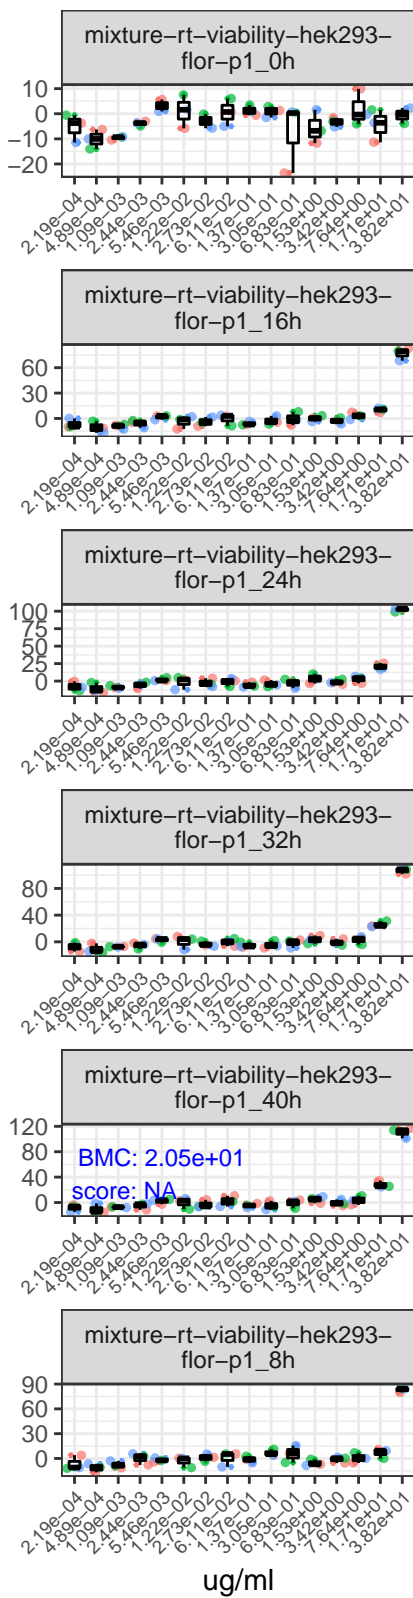 mixture-rt-viability-hek293-
flor-p1_0h
10
0
-10
-20
2.19e-04
4.89e-04
1.09e-03
2.44e-03
5.46e-03
1.22e-02
2.73e-02
6.11e-02
1.37e-01
3.05e-01
6.83e-01
1.53e+00
3.42e+00
7.64e+00
1.71e+01
3.82e+01
mixture-rt-viability-hek293-
flor-p1_16h
60
30
0
2.19e-04
4.89e-04
1.09e-03
2.44e-03
5.46e-03
1.22e-02
2.73e-02
6.11e-02
1.37e-01
3.05e-01
6.83e-01
1.53e+00
3.42e+00
7.64e+00
1.71e+01
3.82e+01
mixture-rt-viability-hek293-
flor-p1_24h
100
75
50
25
0
2.19e-04
4.89e-04
1.09e-03
2.44e-03
5.46e-03
1.22e-02
2.73e-02
6.11e-02
1.37e-01
3.05e-01
6.83e-01
1.53e+00
3.42e+00
7.64e+00
1.71e+01
3.82e+01
mixture-rt-viability-hek293-
flor-p1_32h
80
40
0
2.19e-04
4.89e-04
1.09e-03
2.44e-03
5.46e-03
1.22e-02
2.73e-02
6.11e-02
1.37e-01
3.05e-01
6.83e-01
1.53e+00
3.42e+00
7.64e+00
1.71e+01
3.82e+01
mixture-rt-viability-hek293-
flor-p1_40h
120
80
40
0
BMC: 2.05e+01
score: NA
2.19e-04
4.89e-04
1.09e-03
2.44e-03
5.46e-03
1.22e-02
2.73e-02
6.11e-02
1.37e-01
3.05e-01
6.83e-01
1.53e+00
3.42e+00
7.64e+00
1.71e+01
3.82e+01
mixture-rt-viability-hek293-
flor-p1_8h
90
60
30
0
2.19e-04
4.89e-04
1.09e-03
2.44e-03
5.46e-03
1.22e-02
2.73e-02
6.11e-02
1.37e-01
3.05e-01
6.83e-01
1.53e+00
3.42e+00
7.64e+00
1.71e+01
3.82e+01
ug/ml